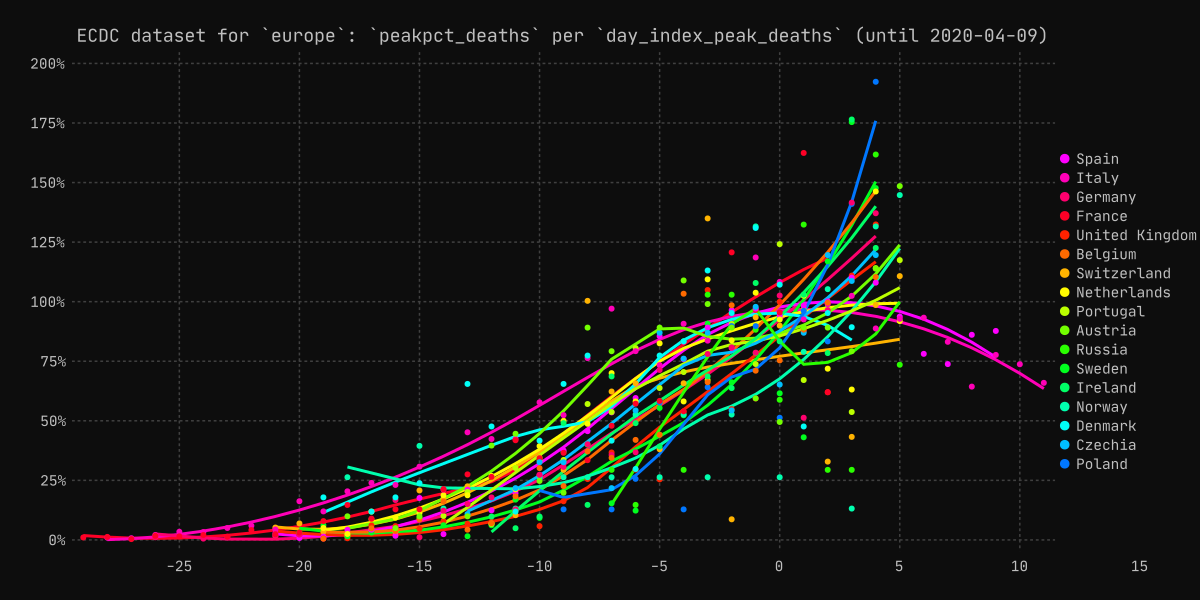 ECDC dataset for `europe`: `peakpct_deaths` per `day_index_peak_deaths` (until 2020-04-09)
200%
175%
150%
125%
100%
75%
50%
25%
0%
-25 -20 -15 -10 -5 0 5 10 15
Spain
Italy
Germany
France
United Kingdom
Belgium
Switzerland
Netherlands
Portugal
Austria
Russia
Sweden
Ireland
Norway
Denmark
Czechia
Poland